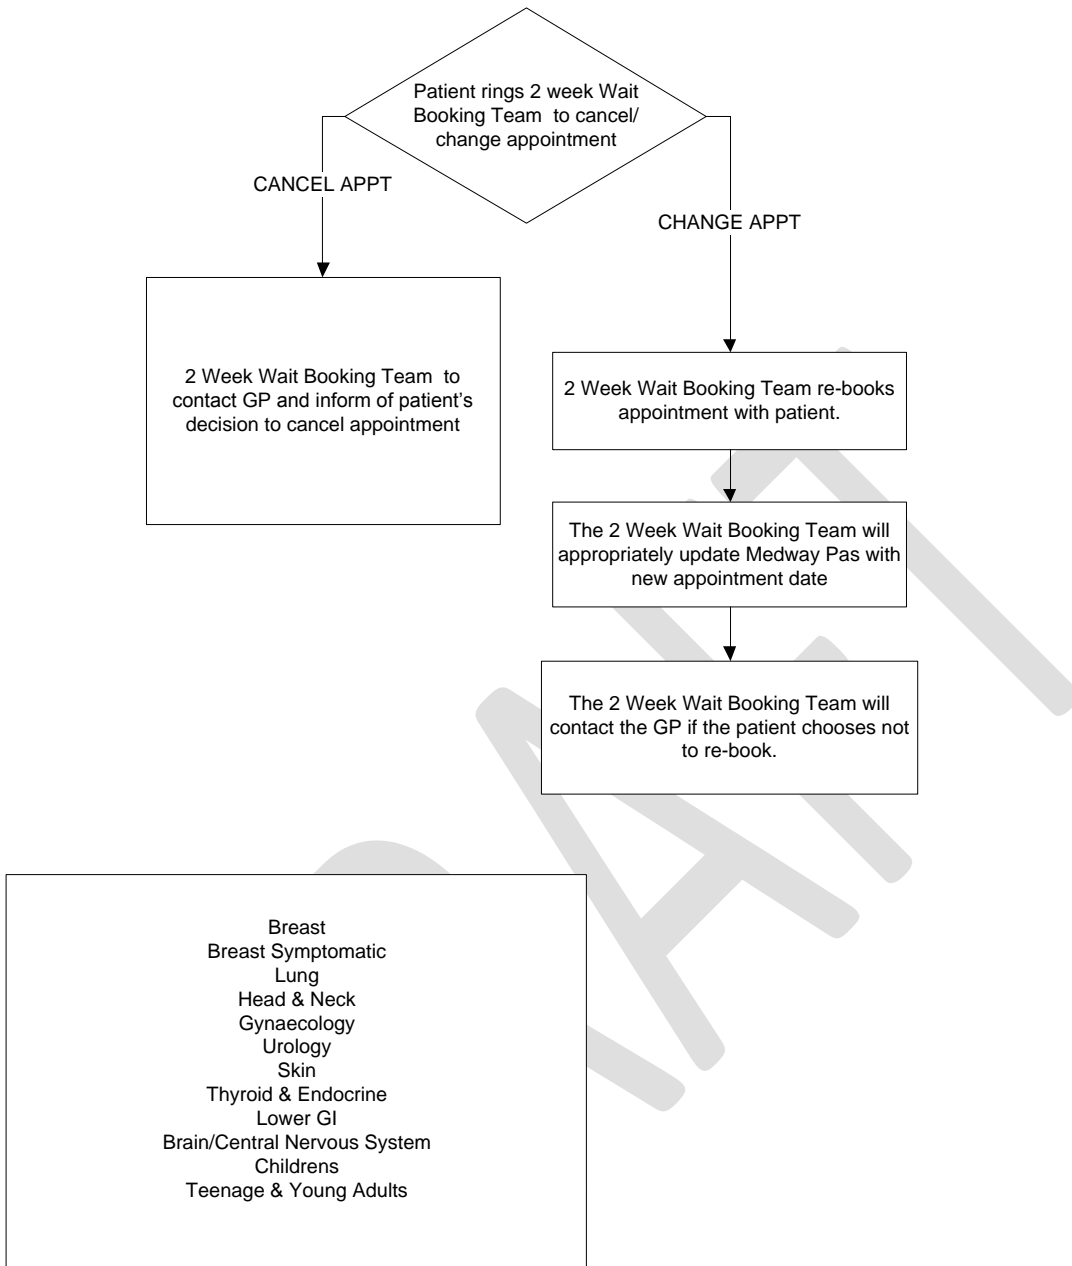 Patient rings 2 week Wait
Booking Team to cancel/
change appointment
CANCEL APPT
CHANGE APPT
2 Week Wait Booking Team to
contact GP and inform of patient's
decision to cancel appointment
2 Week Wait Booking Team re-books
appointment with patient.
The 2 Week Wait Booking Team will
appropriately update Medway Pas with
new appointment date
The 2 Week Wait Booking Team will
contact the GP if the patient chooses not
to re-book.
Breast
Breast Symptomatic
Lung
Head & Neck
Gynaecology
Urology
Skin
Thyroid & Endocrine
Lower GI
Brain/Central Nervous System
Childrens
Teenage & Young Adults
DRAFT